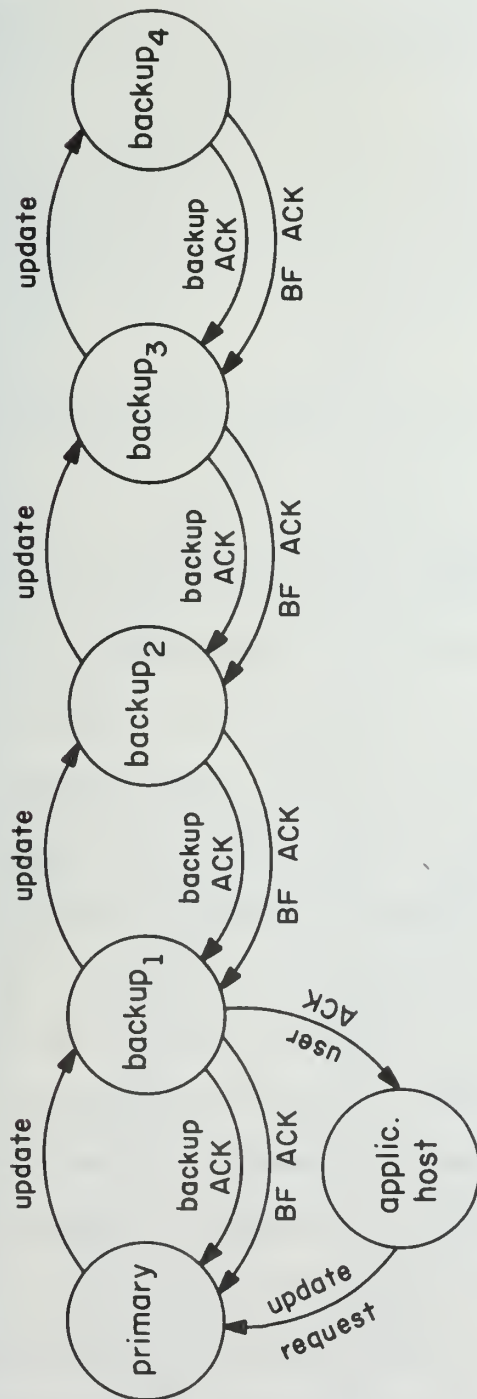 update
update
update
update
primary
backup1
backup2
backup3
backup4
backup
ACK
backup
ACK
backup
ACK
backup
ACK
BF ACK
BF ACK
BF ACK
BF ACK
user
ACK
update
request
applic.
host